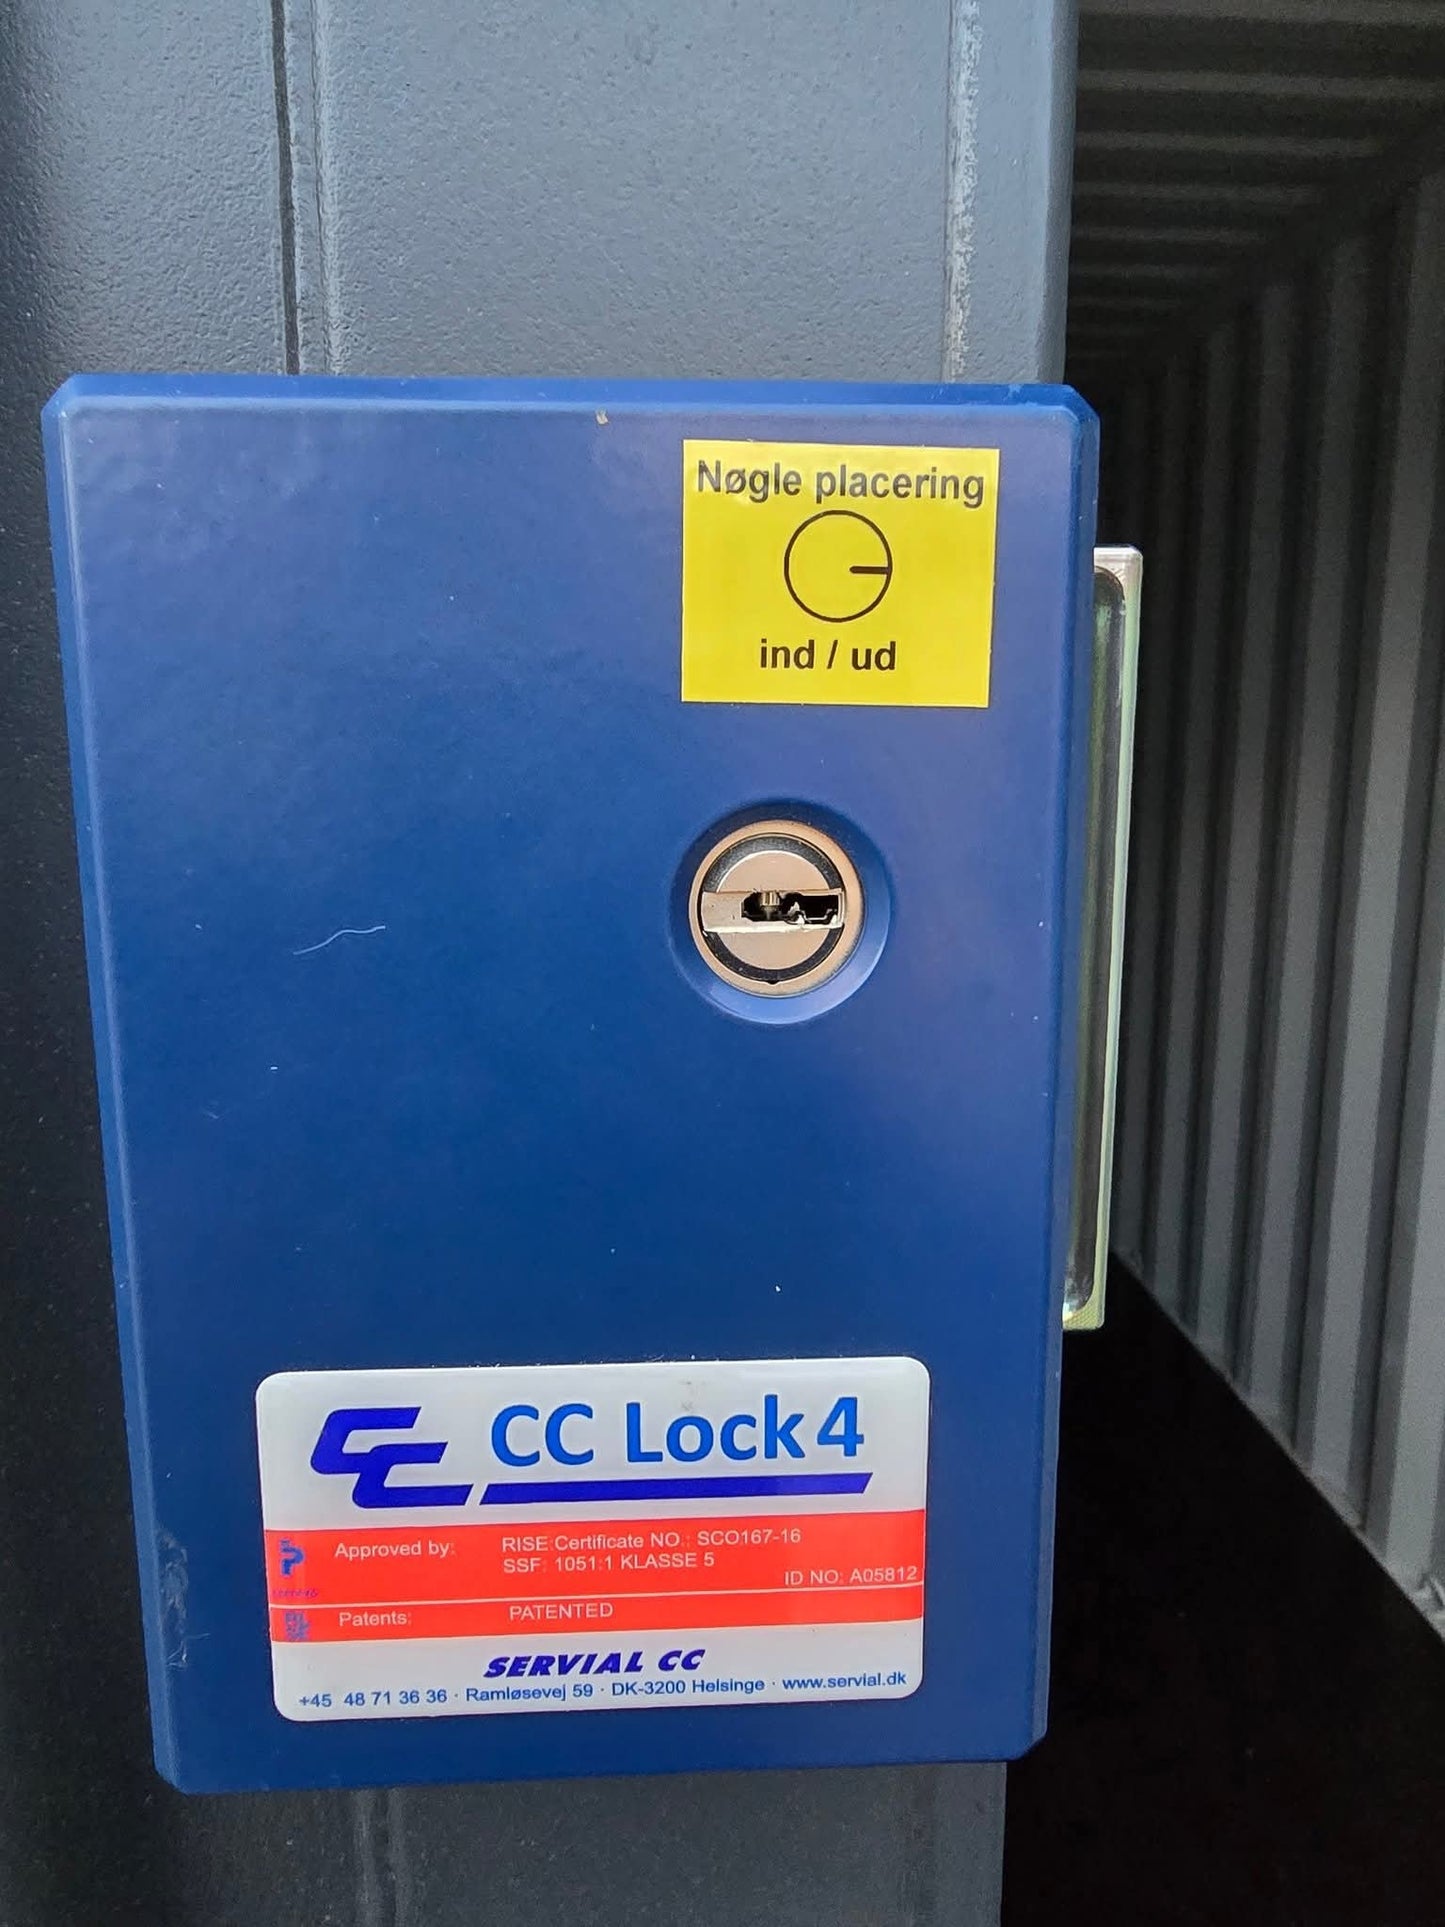 Nøgle placering
ind / ud
CC CC Lock 4
Approved by: RISE Certificate NO.: SCO167-16
SSF: 1051:1 KLASSE 5
ID NO: A05812
Patents: PATENTED
SERVIAL CC
+45 48 71 36 36 · Ramløsevej 59 · DK-3200 Helsinge · www.servial.dk